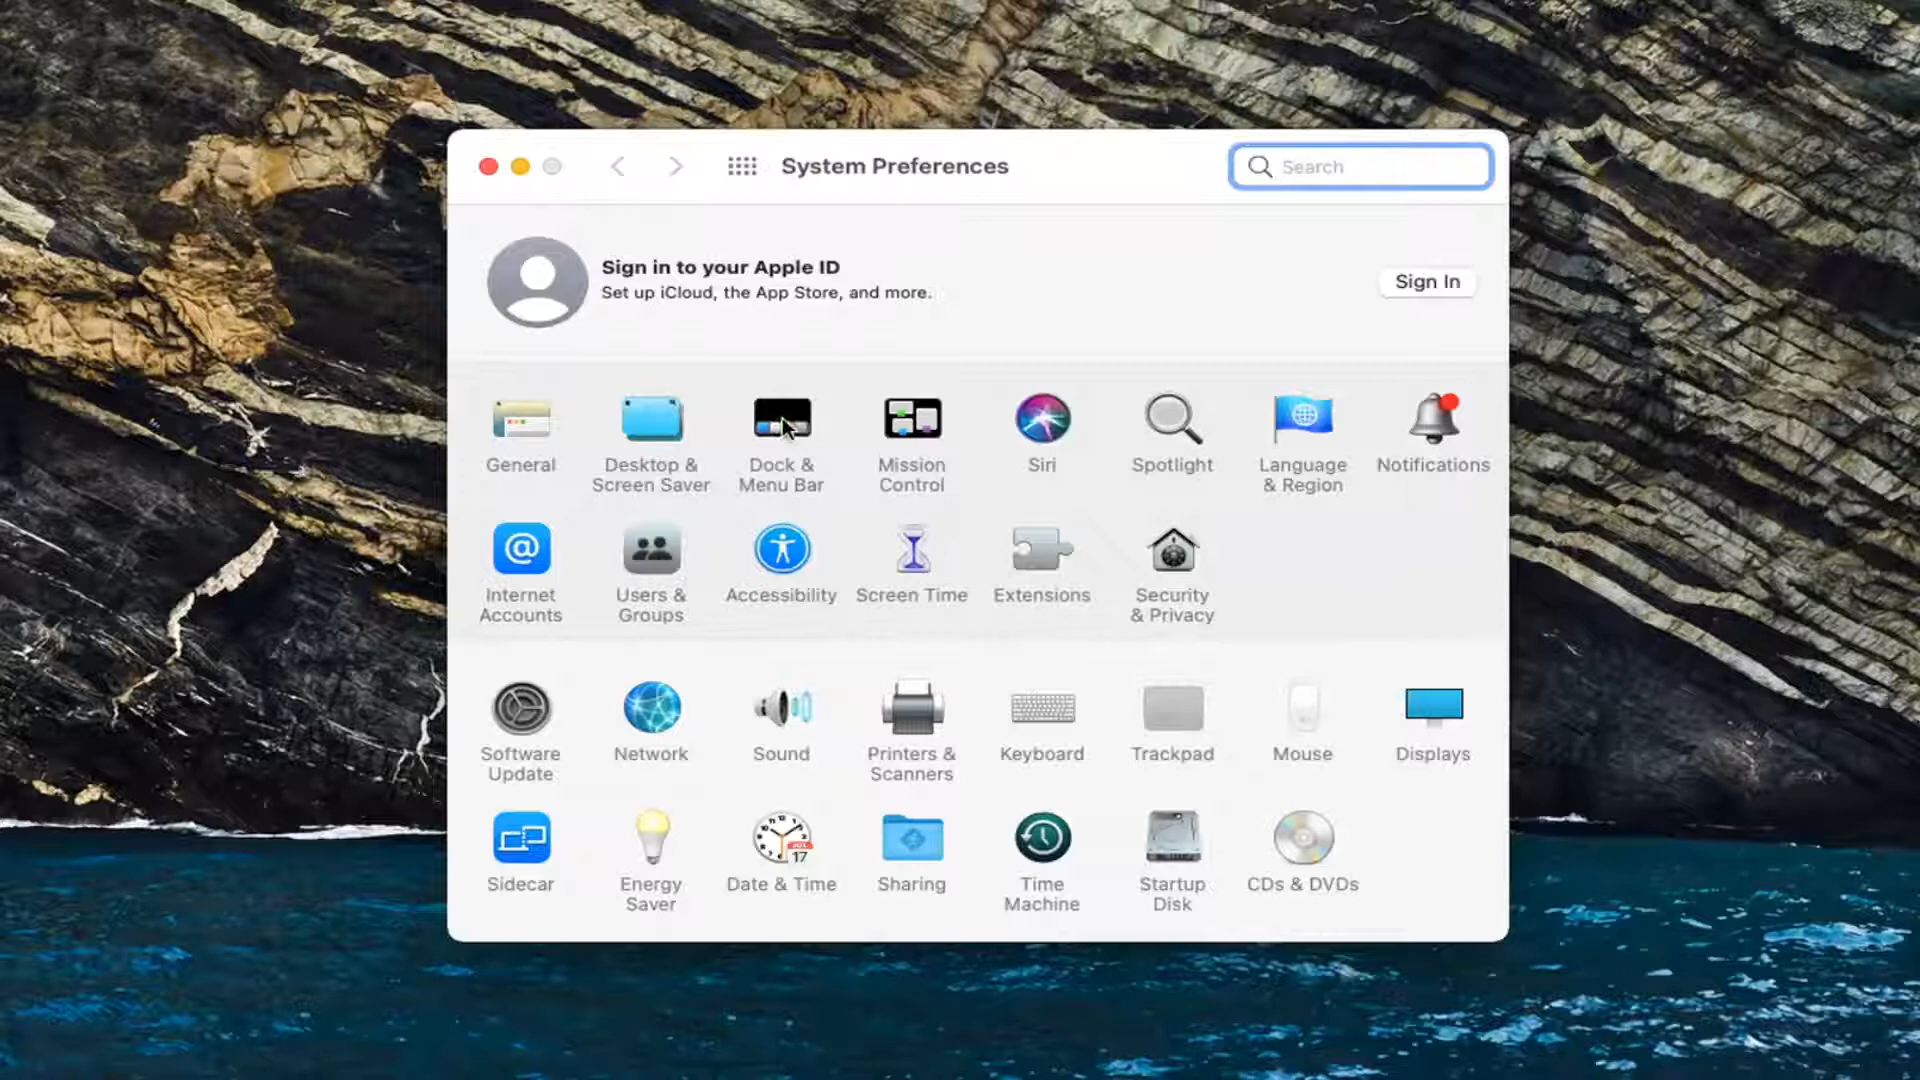 System Preferences
Search
Sign in to your Apple ID
Set up iCloud, the App Store, and more.
Sign In
General
Desktop &
Screen Saver
Dock &
Menu Bar
Mission
Control
Siri
Spotlight
Language
& Region
Notifications
Internet
Accounts
Users &
Groups
Accessibility
Screen Time
Extensions
Security
& Privacy
Software
Update
Network
Sound
Printers &
Scanners
Keyboard
Trackpad
Mouse
Displays
Sidecar
Energy
Saver
JUL
17
Date & Time
Sharing
Time
Machine
Startup
Disk
CDs & DVDs